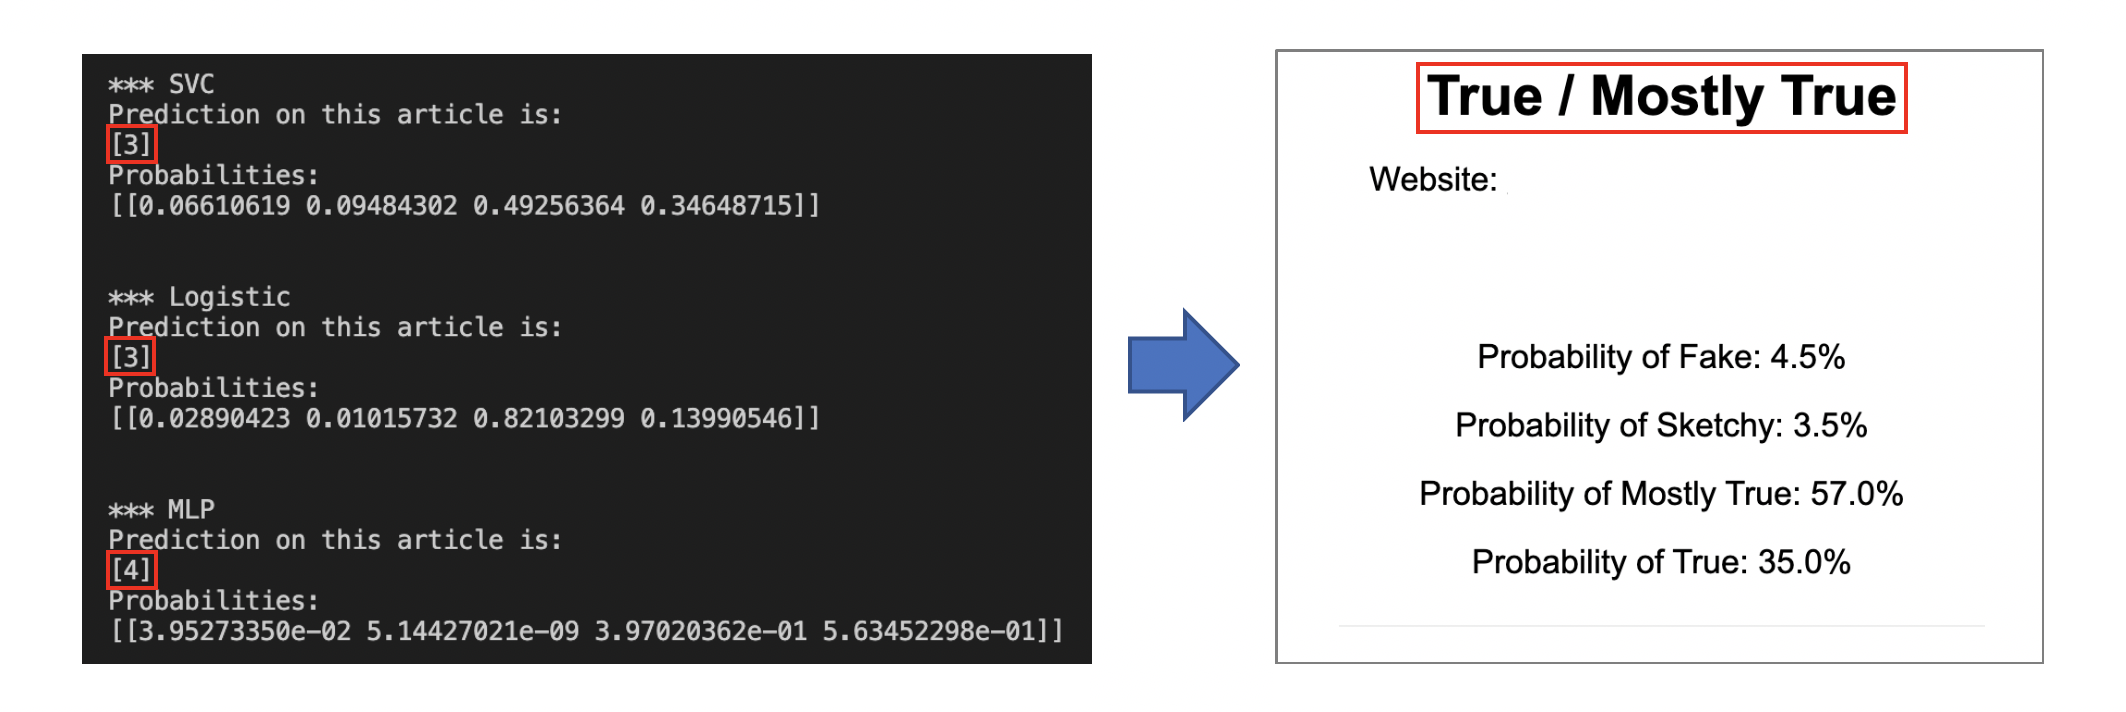 *** SVC
Prediction on this article is:
[3]
Probabilities:
[[0.06610619 0.09484302 0.49256364 0.34648715]]
*** Logistic
Prediction on this article is:
[3]
Probabilities:
[[0.02890423 0.01015732 0.82103299 0.13990546]]
*** MLP
Prediction on this article is:
[4]
Probabilities:
[[3.95273350e-02 5.14427021e-09 3.97020362e-01 5.63452298e-01]]
True / Mostly True
Website:
Probability of Fake: 4.5%
Probability of Sketchy: 3.5%
Probability of Mostly True: 57.0%
Probability of True: 35.0%